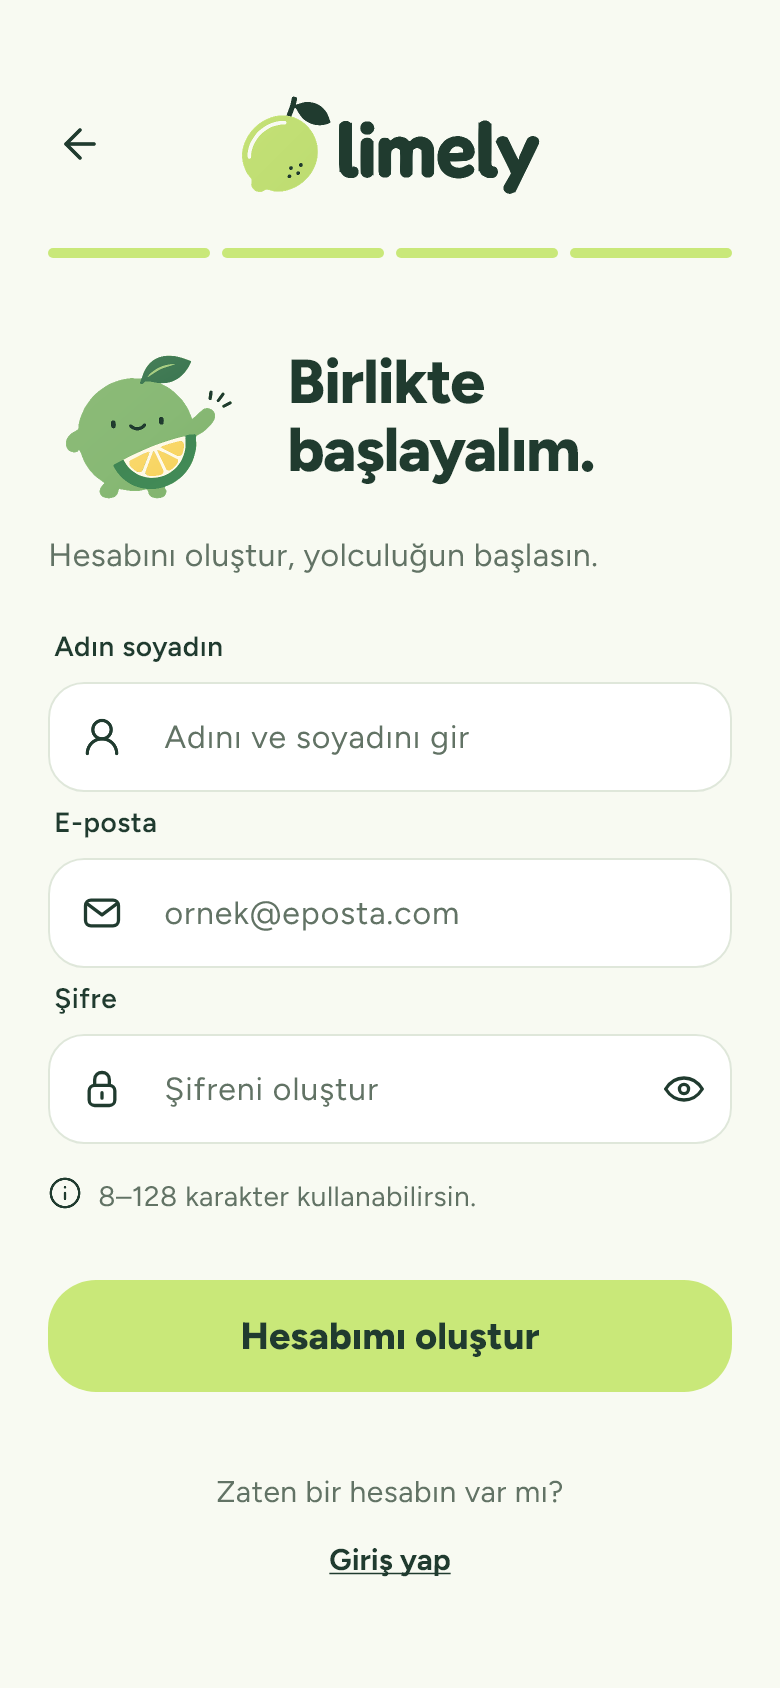 limely
Birlikte
başlayalım.
Hesabını oluştur, yolculuğun başlasın.
Adın soyadın
Adını ve soyadını gir
E-posta
ornek@eposta.com
Şifre
Şifreni oluştur
8–128 karakter kullanabilirsin.
Hesabımı oluştur
Zaten bir hesabın var mı?
Giriş yap